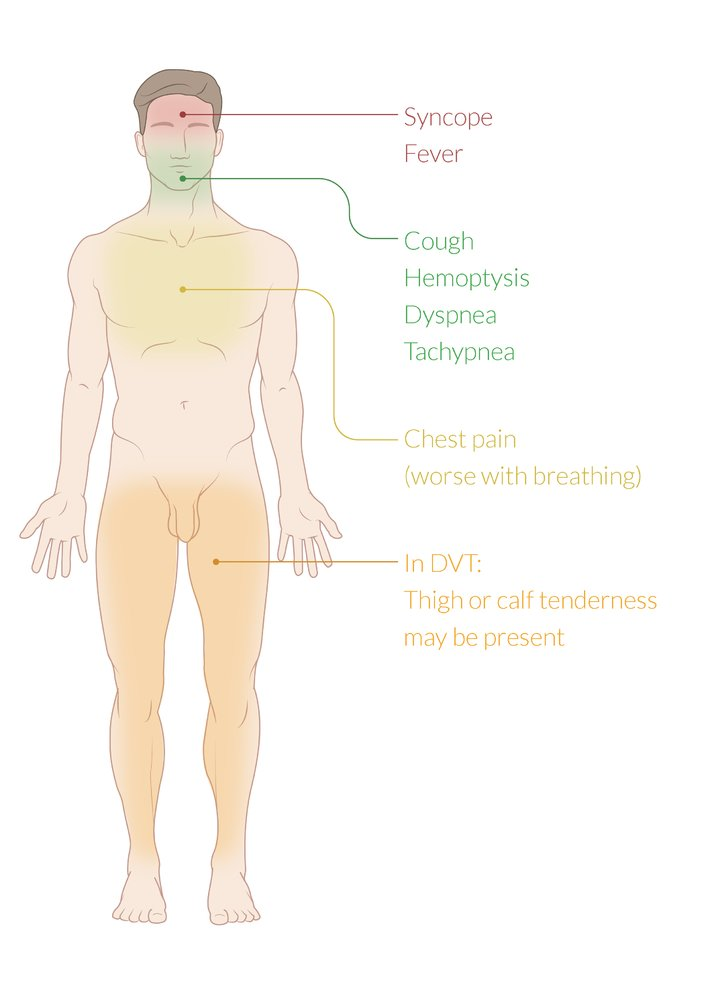 Syncope
Fever
Cough
Hemoptysis
Dyspnea
Tachypnea
Chest pain
(worse with breathing)
In DVT:
Thigh or calf tenderness
may be present